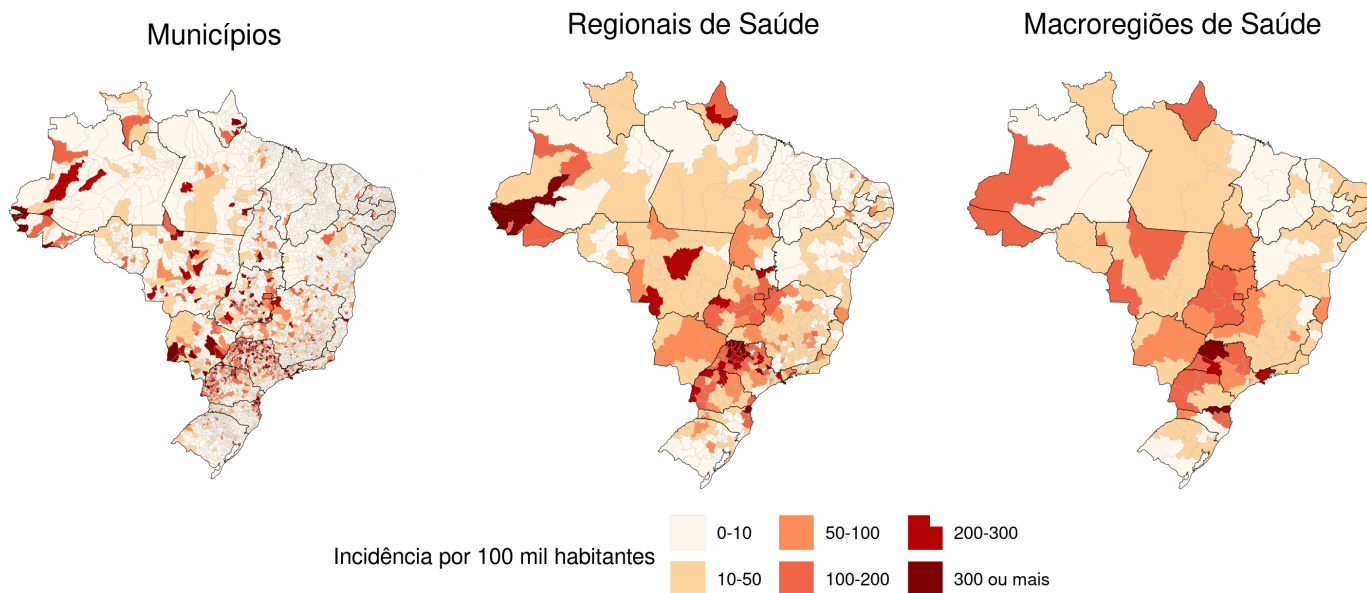 Municípios
Regionais de Saúde
Macroregiões de Saúde
Incidência por 100 mil habitantes
0-10
50-100
200-300
10-50
100-200
300 ou mais